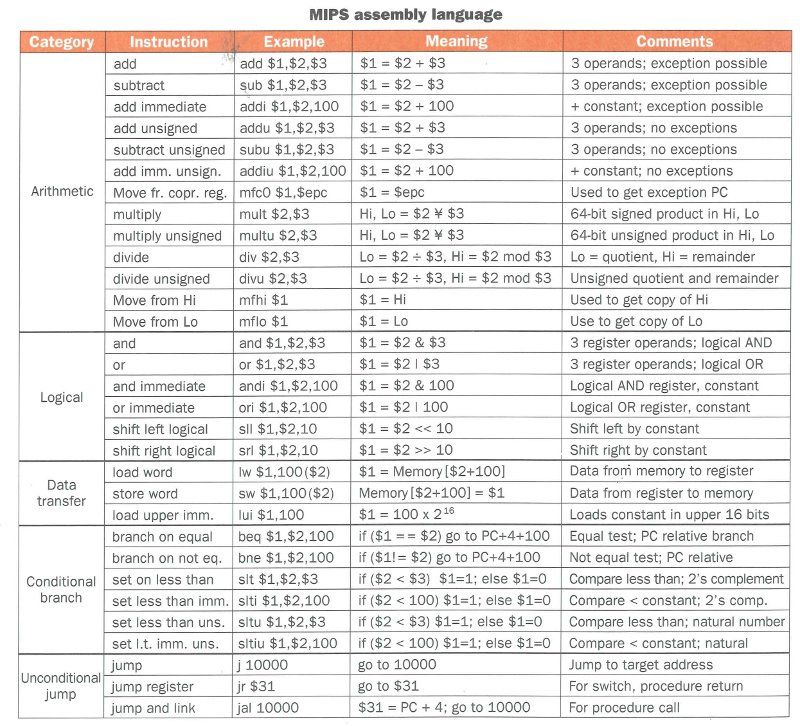 MIPS assembly language
Category Instruction Example Meaning Comments
Arithmetic
add add $1,$2,$3 $1 = $2 + $3 3 operands; exception possible
subtract sub $1,$2,$3 $1 = $2 – $3 3 operands; exception possible
add immediate addi $1,$2,100 $1 = $2 + 100 + constant; exception possible
add unsigned addu $1,$2,$3 $1 = $2 + $3 3 operands; no exceptions
subtract unsigned subu $1,$2,$3 $1 = $2 – $3 3 operands; no exceptions
add imm. unsign. addiu $1,$2,100 $1 = $2 + 100 + constant; no exceptions
Move fr. copr. reg. mfc0 $1,$epc $1 = $epc Used to get exception PC
multiply mult $2,$3 Hi, Lo = $2 ¥ $3 64-bit signed product in Hi, Lo
multiply unsigned multu $2,$3 Hi, Lo = $2 ¥ $3 64-bit unsigned product in Hi, Lo
divide div $2,$3 Lo = $2 ÷ $3, Hi = $2 mod $3 Lo = quotient, Hi = remainder
divide unsigned divu $2,$3 Lo = $2 ÷ $3, Hi = $2 mod $3 Unsigned quotient and remainder
Move from Hi mfhi $1 $1 = Hi Used to get copy of Hi
Move from Lo mflo $1 $1 = Lo Use to get copy of Lo
Logical
and and $1,$2,$3 $1 = $2 & $3 3 register operands; logical AND
or or $1,$2,$3 $1 = $2 | $3 3 register operands; logical OR
and immediate andi $1,$2,100 $1 = $2 & 100 Logical AND register, constant
or immediate ori $1,$2,100 $1 = $2 | 100 Logical OR register, constant
shift left logical sll $1,$2,10 $1 = $2 << 10 Shift left by constant
shift right logical srl $1,$2,10 $1 = $2 >> 10 Shift right by constant
Data
transfer
load word lw $1,100($2) $1 = Memory[$2+100] Data from memory to register
store word sw $1,100($2) Memory[$2+100] = $1 Data from register to memory
load upper imm. lui $1,100 $1 = 100 x 2¹⁶ Loads constant in upper 16 bits
Conditional
branch
branch on equal beq $1,$2,100 if ($1 == $2) go to PC+4+100 Equal test; PC relative branch
branch on not eq. bne $1,$2,100 if ($1!= $2) go to PC+4+100 Not equal test; PC relative
set on less than slt $1,$2,$3 if ($2 < $3) $1=1; else $1=0 Compare less than; 2's complement
set less than imm. slti $1,$2,100 if ($2 < 100) $1=1; else $1=0 Compare < constant; 2's comp.
set less than uns. sltu $1,$2,$3 if ($2 < $3) $1=1; else $1=0 Compare less than; natural number
set l.t. imm. uns. sltiu $1,$2,100 if ($2 < 100) $1=1; else $1=0 Compare < constant; natural
Unconditional
jump
jump j 10000 go to 10000 Jump to target address
jump register jr $31 go to $31 For switch, procedure return
jump and link jal 10000 $31 = PC + 4; go to 10000 For procedure call